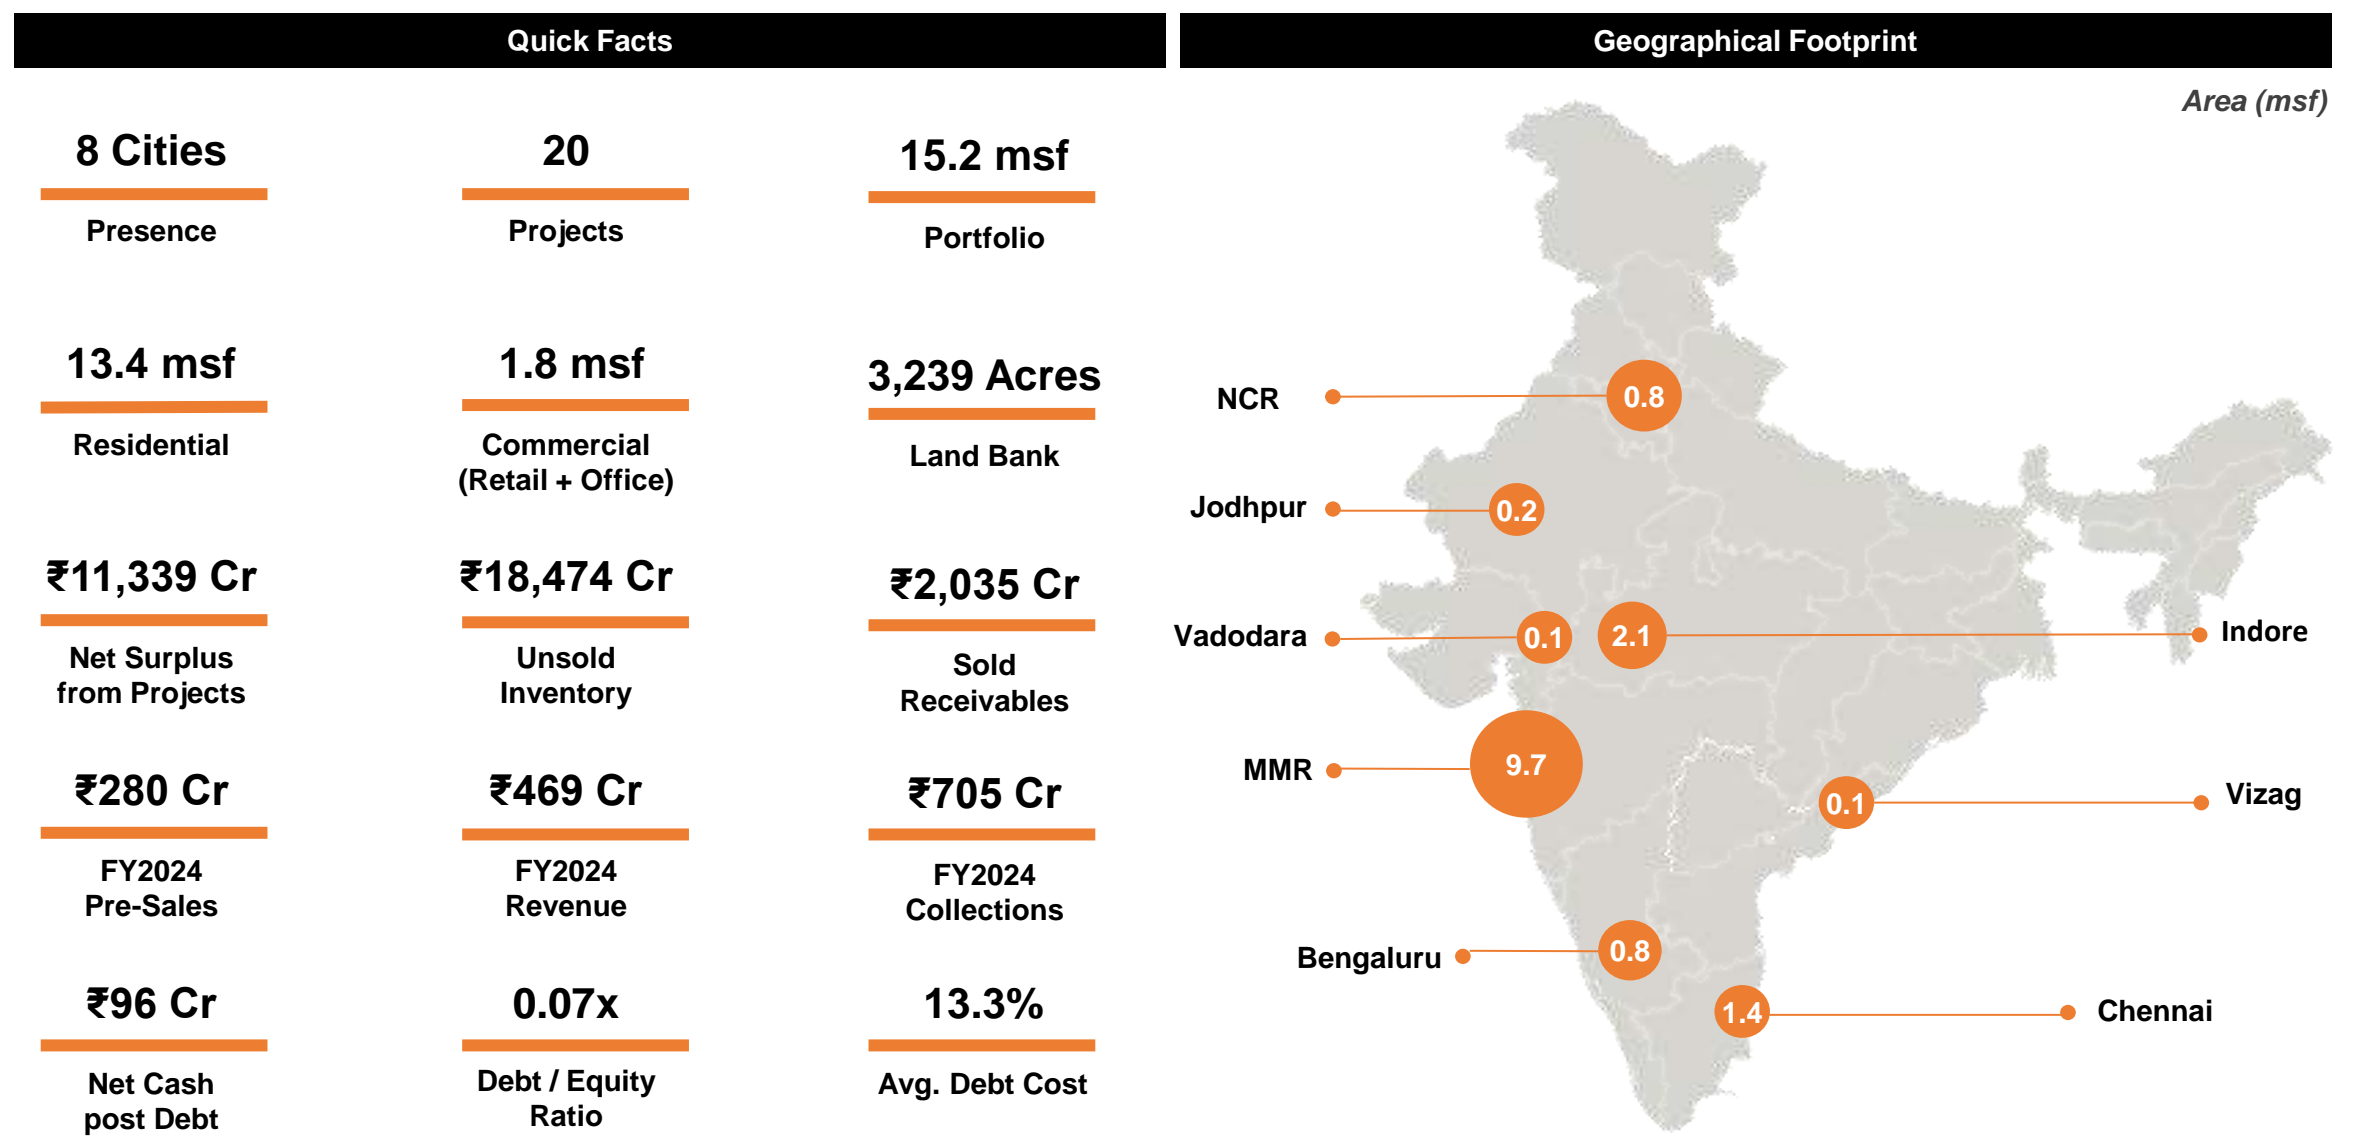 Quick Facts
8 Cities
Presence
20
Projects
15.2 msf
Portfolio
13.4 msf
Residential
1.8 msf
Commercial
(Retail + Office)
3,239 Acres
Land Bank
₹11,339 Cr
Net Surplus
from Projects
₹18,474 Cr
Unsold
Inventory
₹2,035 Cr
Sold
Receivables
₹280 Cr
FY2024
Pre-Sales
₹469 Cr
FY2024
Revenue
₹705 Cr
FY2024
Collections
₹96 Cr
Net Cash
post Debt
0.07x
Debt / Equity
Ratio
13.3%
Avg. Debt Cost
Geographical Footprint
Area (msf)
NCR
0.8
Jodhpur
0.2
Vadodara
0.1
2.1
Indore
MMR
9.7
0.1
Vizag
Bengaluru
0.8
1.4
Chennai